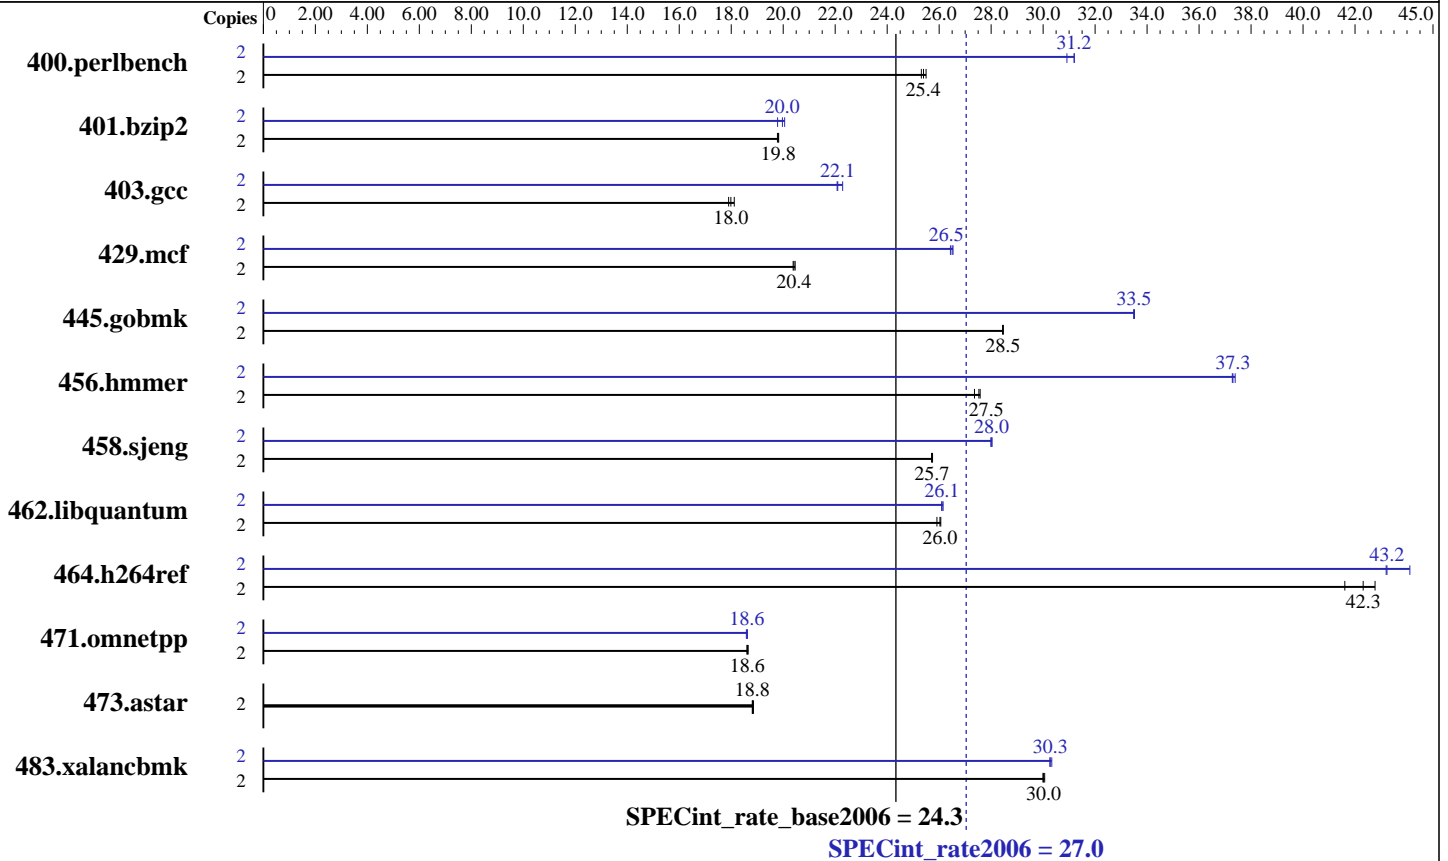 Copies 0 2.00 4.00 6.00 8.00 10.0 12.0 14.0 16.0 18.0 20.0 22.0 24.0 26.0 28.0 30.0 32.0 34.0 36.0 38.0 40.0 42.0 45.0
400.perlbench 2 31.2
2 25.4
401.bzip2 2 20.0
2 19.8
403.gcc 2 22.1
2 18.0
429.mcf 2 26.5
2 20.4
445.gobmk 2 33.5
2 28.5
456.hmmer 2 37.3
2 27.5
458.sjeng 2 28.0
2 25.7
462.libquantum 2 26.1
2 26.0
464.h264ref 2 43.2
2 42.3
471.omnetpp 2 18.6
2 18.6
473.astar 2 18.8
483.xalancbmk 2 30.3
2 30.0
SPECint_rate_base2006 = 24.3
SPECint_rate2006 = 27.0